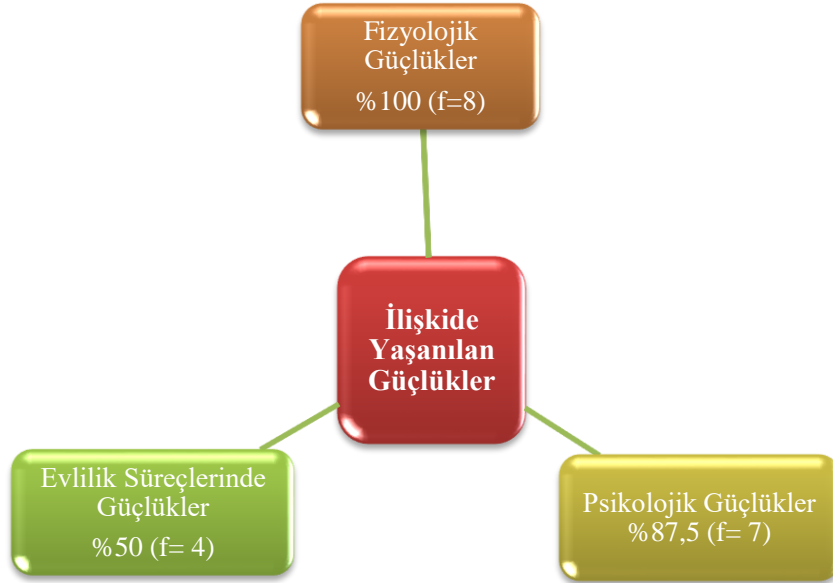 Fizyolojik
Güçlükler
%100 (f=8)
İlişkide
Yaşanılan
Güçlükler
Evlilik Süreçlerinde
Güçlükler
%50 (f= 4)
Psikolojik Güçlükler
%87,5 (f= 7)